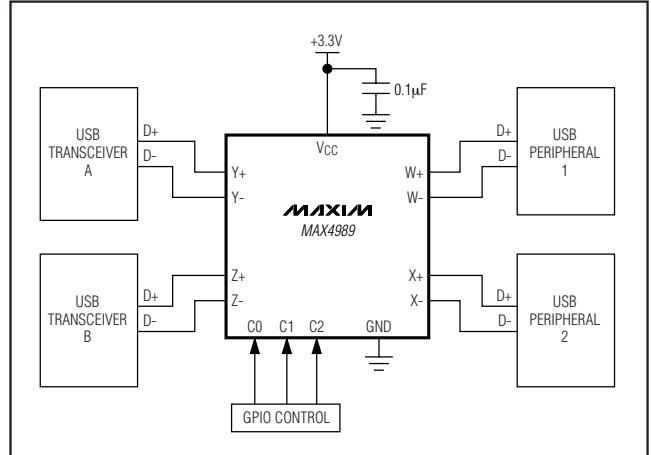 +3.3V
0.1µF
USB
TRANSCEIVER
A
D+
D-
VCC
Y+
Y-
W+
W-
D+
D-
USB
PERIPHERAL
1
MAXIM
MAX4989
USB
TRANSCEIVER
B
D+
D-
Z+
Z-
X+
X-
D+
D-
USB
PERIPHERAL
2
C0 C1 C2 GND
GPIO CONTROL